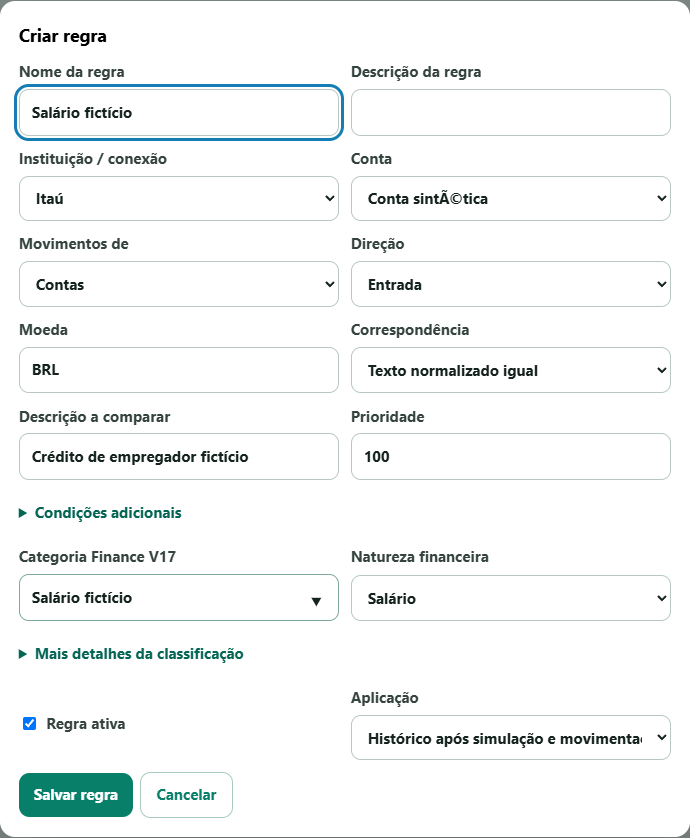 Criar regra
Nome da regra
Descrição da regra
Salário fictício
Instituição / conexão
Conta
Itaú
Conta sintÃ©tica
Movimentos de
Direção
Contas
Entrada
Moeda
Correspondência
BRL
Texto normalizado igual
Descrição a comparar
Prioridade
Crédito de empregador fictício
100
Condições adicionais
Categoria Finance V17
Natureza financeira
Salário fictício
Salário
Mais detalhes da classificação
Aplicação
Regra ativa
Histórico após simulação e movimentaç
Salvar regra
Cancelar